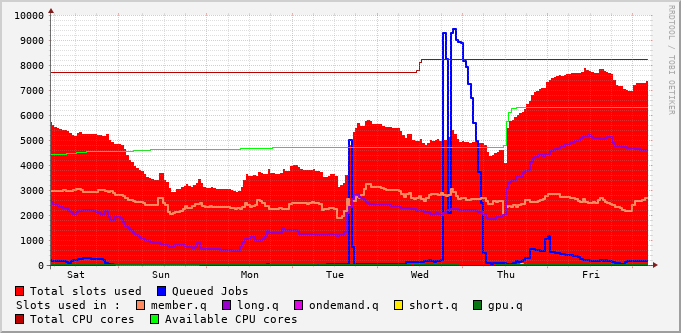 10000
9000
8000
7000
6000
5000
4000
3000
2000
1000
0
Sat Sun Mon Tue Wed Thu Fri
Total slots used Queued Jobs
Slots used in : member.q long.q ondemand.q short.q gpu.q
Total CPU cores Available CPU cores
RRDTOOL / TOBI OETIKER